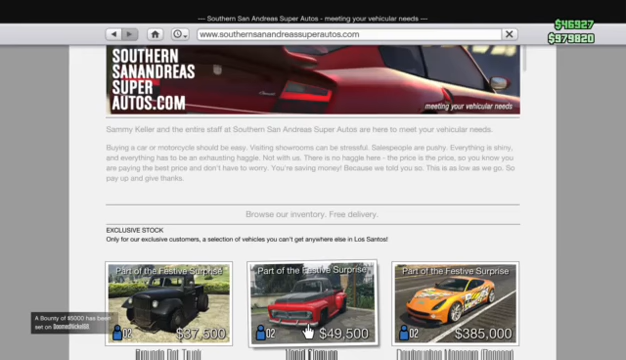 — Southern San Andreas Super Autos - meeting your vehicular needs —
$46927
$979820
www.southernsanandreassuperautos.com
SOUTHERN
SANANDREAS
SUPER
AUTOS.COM
meeting your vehicular needs
Sammy Keller and the entire staff at Southern San Andreas Super Autos are here to meet your vehicular needs.
Buying a car or motorcycle should be easy. Visiting showrooms can be stressful. Salespeople are pushy. Everything is shiny,
and everything has to be an exhausting haggle. Not with us. There is no haggle here - the price is the price, so you know you
are paying the best price and don't have to worry. You're saving money! Because we told you so. This is as low as we go. So
pay up and give thanks.
Browse our inventory. Free delivery.
EXCLUSIVE STOCK
Only for our exclusive customers, a selection of vehicles you can't get anywhere else in Los Santos!
Part of the Festive Surprise
02
$37,500
Part of the Festive Surprise
02
$49,500
Part of the Festive Surprise
02
$385,000
A Bounty of $5000 has been
set on